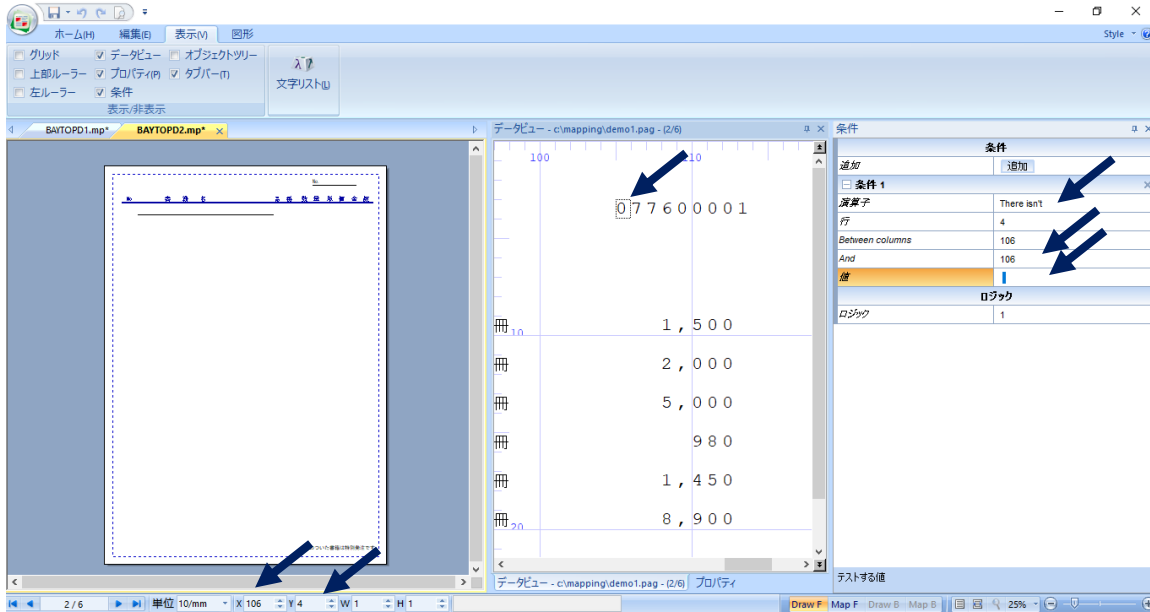 ホーム(H) 編集(E) 表示(V) 図形 Style
グリッド データビュー オブジェクトツリー
上部ルーラー プロパティ(P) タブバー(T)
左ルーラー 条件
表示/非表示
文字リスト(L)
BAYTOPD1.mp* BAYTOPD2.mp*
データビュー - c:\mapping\demo1.pag - (2/6)
100
077600001
冊 1,500
10
冊 2,000
冊 5,000
冊 980
冊 1,450
冊 8,900
20
データビュー - c:\mapping\demo1.pag - (2/6) プロパティ
条件
条件
追加 追加
条件 1
演算子 There isn't
行 4
Between columns 106
And 106
値
ロジック
ロジック 1
テストする値
2 / 6 単位 10/mm X 106 Y 4 W 1 H 1
Draw F Map F Draw B Map B 25%